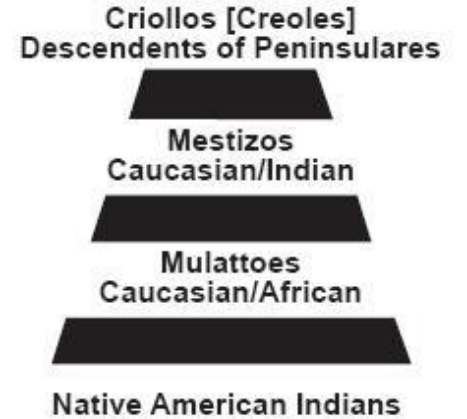 Criollos [Creoles]
Descendents of Peninsulares
Mestizos
Caucasian/Indian
Mulattoes
Caucasian/African
Native American Indians